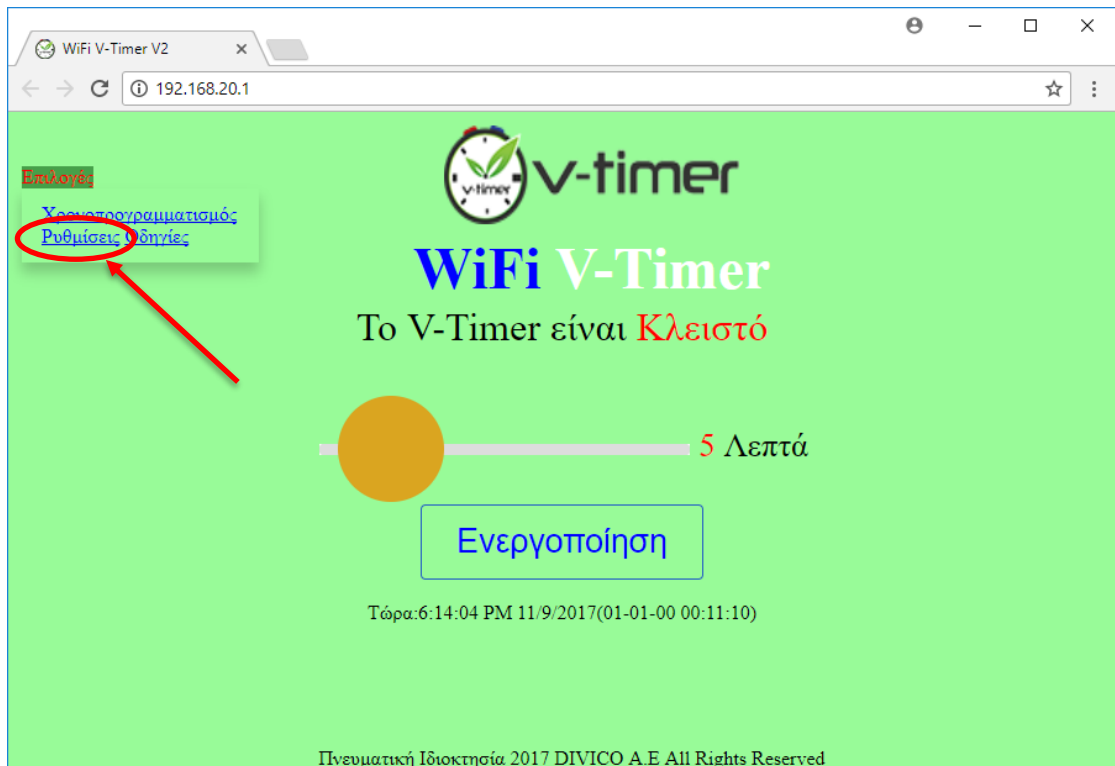 WiFi V-Timer V2
192.168.20.1
v-timer
v-timer
Επιλογές
Χρονοπρογραμματισμός
Ρυθμίσεις Οδηγίες
WiFi V-Timer
Το V-Timer είναι Κλειστό
5 Λεπτά
Ενεργοποίηση
Τώρα:6:14:04 PM 11/9/2017(01-01-00 00:11:10)
Πνευματική Ιδιοκτησία 2017 DIVICO A.E All Rights Reserved